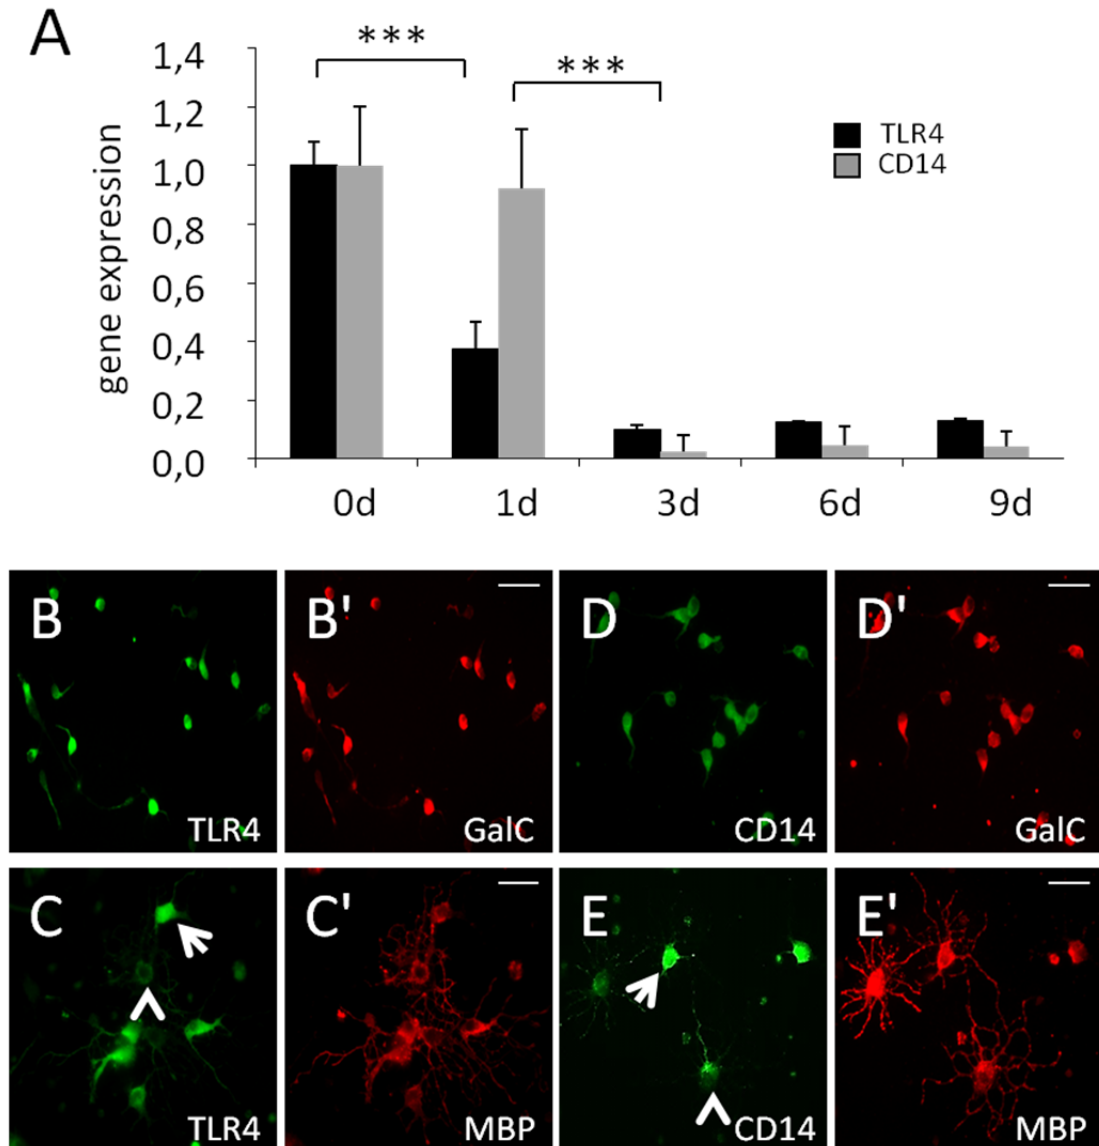 A
***
***
1,4
1,2
1,0
0,8
0,6
0,4
0,2
0,0
gene expression
TLR4
CD14
0d 1d 3d 6d 9d
B TLR4
B' GalC
D CD14
D' GalC
C TLR4
C' MBP
E CD14
E' MBP